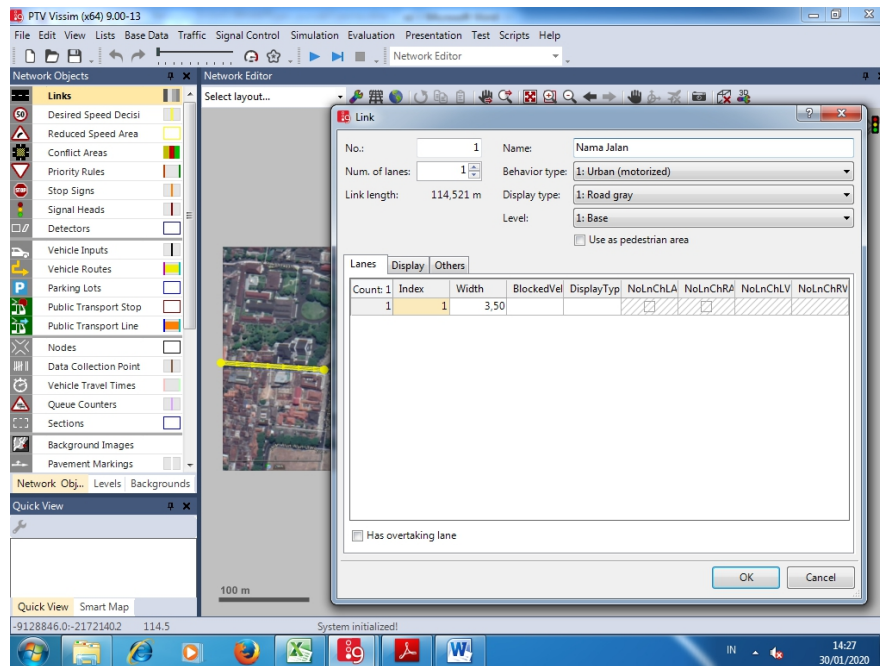 PTV Vissim (x64) 9.00-13
File Edit View Lists Base Data Traffic Signal Control Simulation Evaluation Presentation Test Scripts Help
Network Editor
Network Objects
Network Editor
Links
Select layout...
50 Desired Speed Decisi
Reduced Speed Area
Conflict Areas
Priority Rules
STOP Stop Signs
Signal Heads
Detectors
Vehicle Inputs
Vehicle Routes
P Parking Lots
Public Transport Stop
Public Transport Line
Nodes
Data Collection Point
Vehicle Travel Times
Queue Counters
Sections
Background Images
Pavement Markings
Network Obj... Levels Backgrounds
Quick View
Quick View Smart Map
Link
No.: 1 Name: Nama Jalan
Num. of lanes: 1 Behavior type: 1: Urban (motorized)
Link length: 114,521 m Display type: 1: Road gray
Level: 1: Base
Use as pedestrian area
Lanes Display Others
Count: 1 Index Width BlockedVel DisplayTyp NoLnChLA NoLnChRA NoLnChLV NoLnChRV
1 1 3,50
Has overtaking lane
OK Cancel
100 m
-9128846.0:-2172140.2 114.5 System initialized!
IN 14:27
30/01/2020